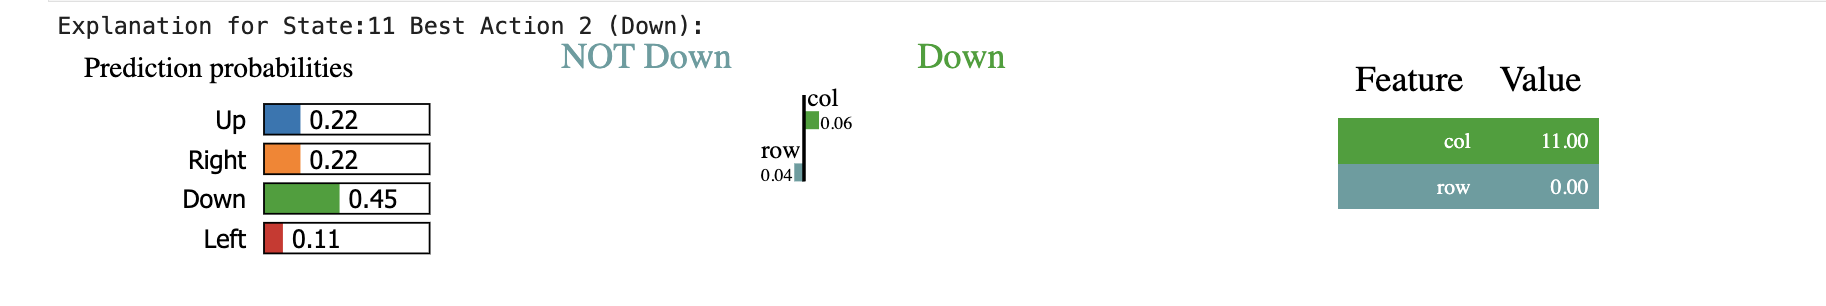 Explanation for State:11 Best Action 2 (Down):
Prediction probabilities
Up 0.22
Right 0.22
Down 0.45
Left 0.11
NOT Down Down
col
0.06
row
0.04
Feature Value
col 11.00
row 0.00